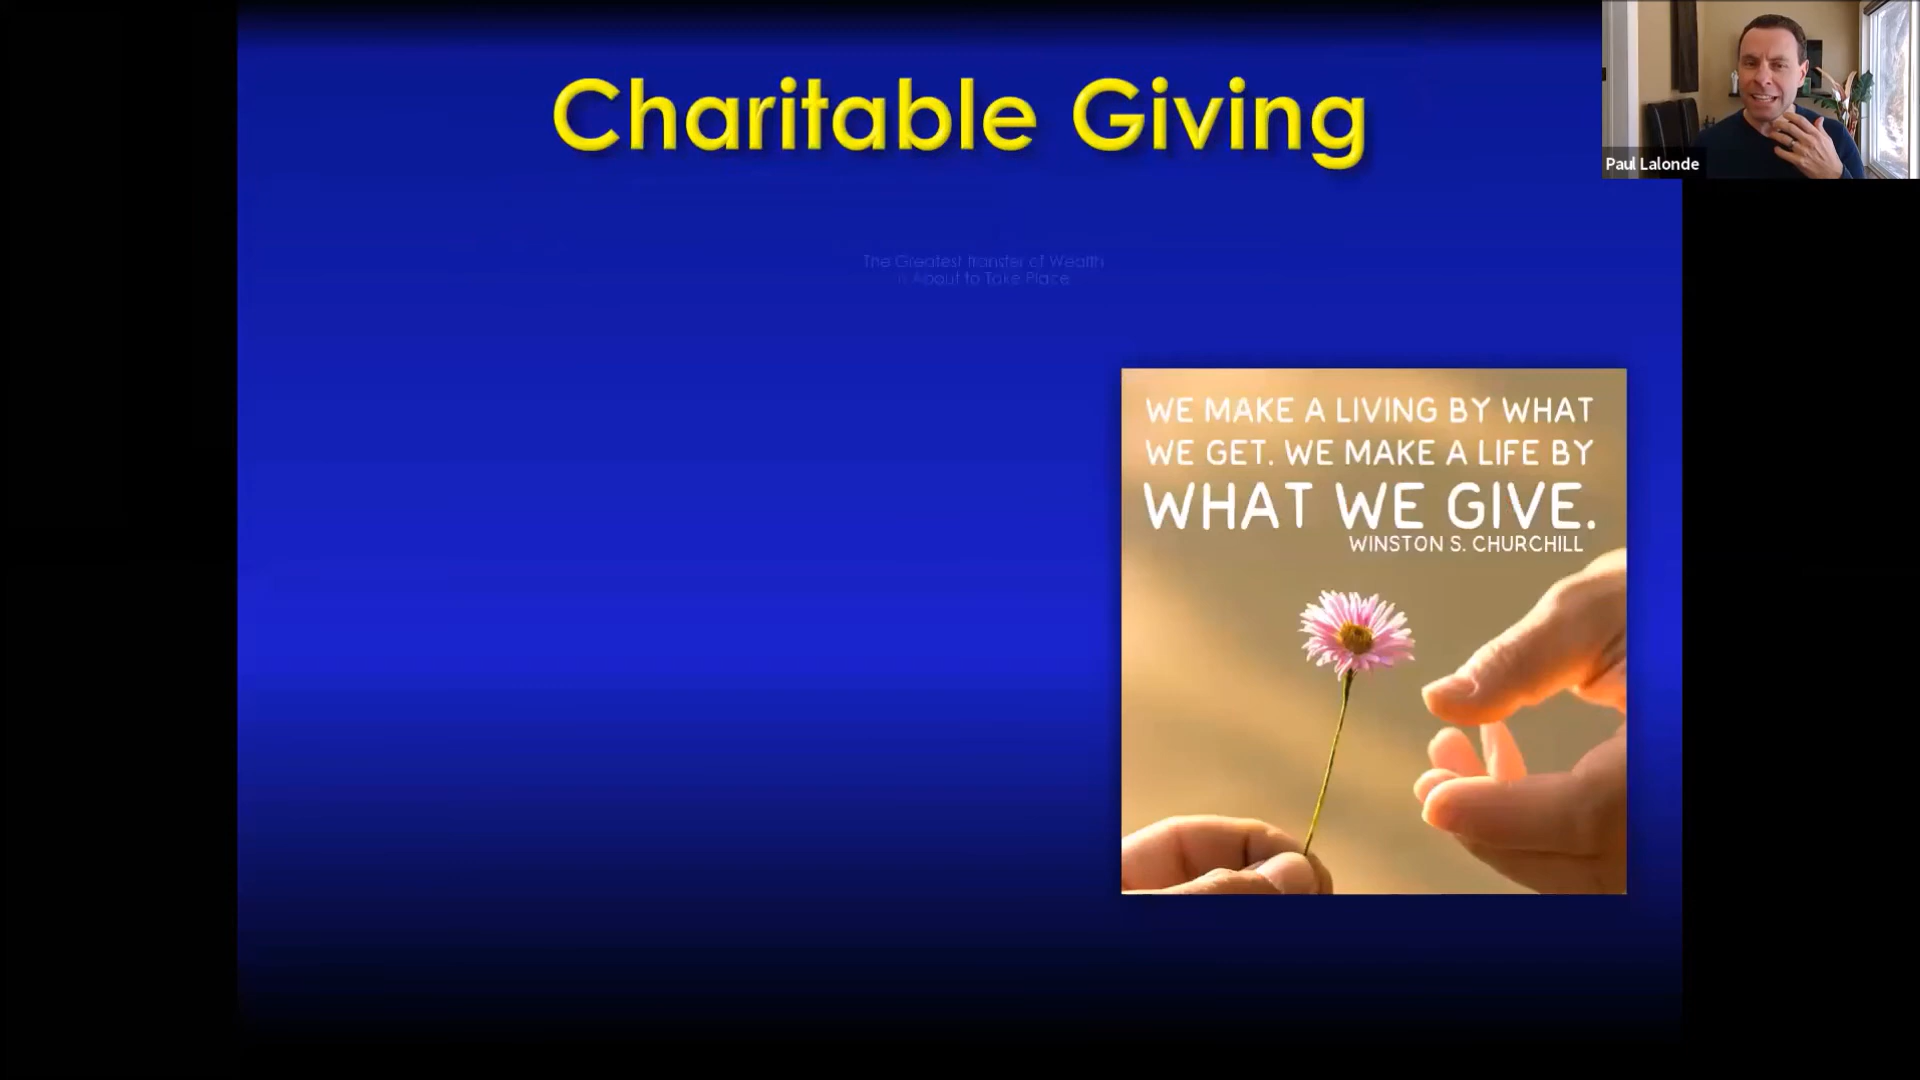 Charitable Giving
Paul Lalonde
The Greatest Transfer of Wealth
is About to Take Place
WE MAKE A LIVING BY WHAT
WE GET. WE MAKE A LIFE BY
WHAT WE GIVE.
WINSTON S. CHURCHILL